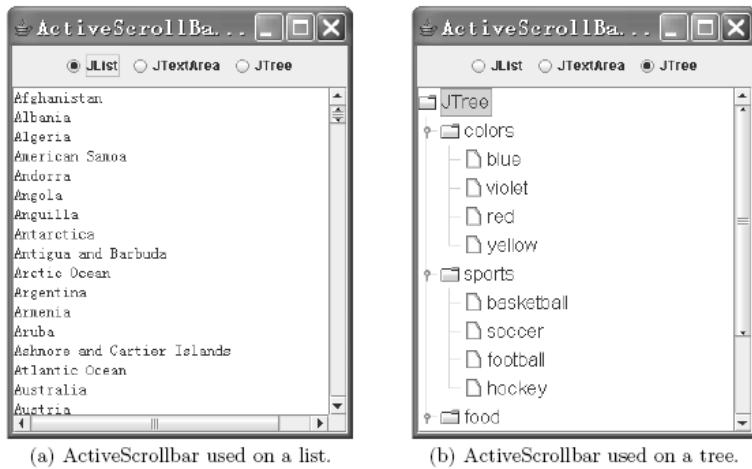 ActiveScrollBa...
JList JTextArea JTree
Afghanistan
Albania
Algeria
American Samoa
Andorra
Angola
Anguilla
Antarctica
Antigua and Barbuda
Arctic Ocean
Argentina
Armenia
Aruba
Ashmore and Cartier Islands
Atlantic Ocean
Australia
Austria
(a) ActiveScrollbar used on a list.
ActiveScrollBa...
JList JTextArea JTree
JTree
colors
blue
violet
red
yellow
sports
basketball
soccer
football
hockey
food
(b) ActiveScrollbar used on a tree.